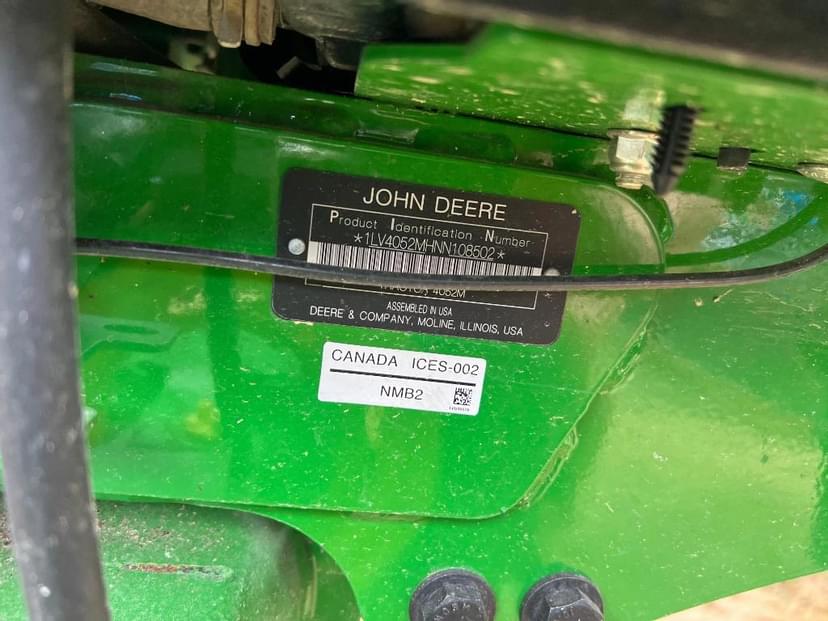 JOHN DEERE
Product Identification Number
*1LV4052MHNN108502*
TRACTOR 4052M
ASSEMBLED IN USA
DEERE & COMPANY, MOLINE, ILLINOIS, USA
CANADA ICES-002
NMB2